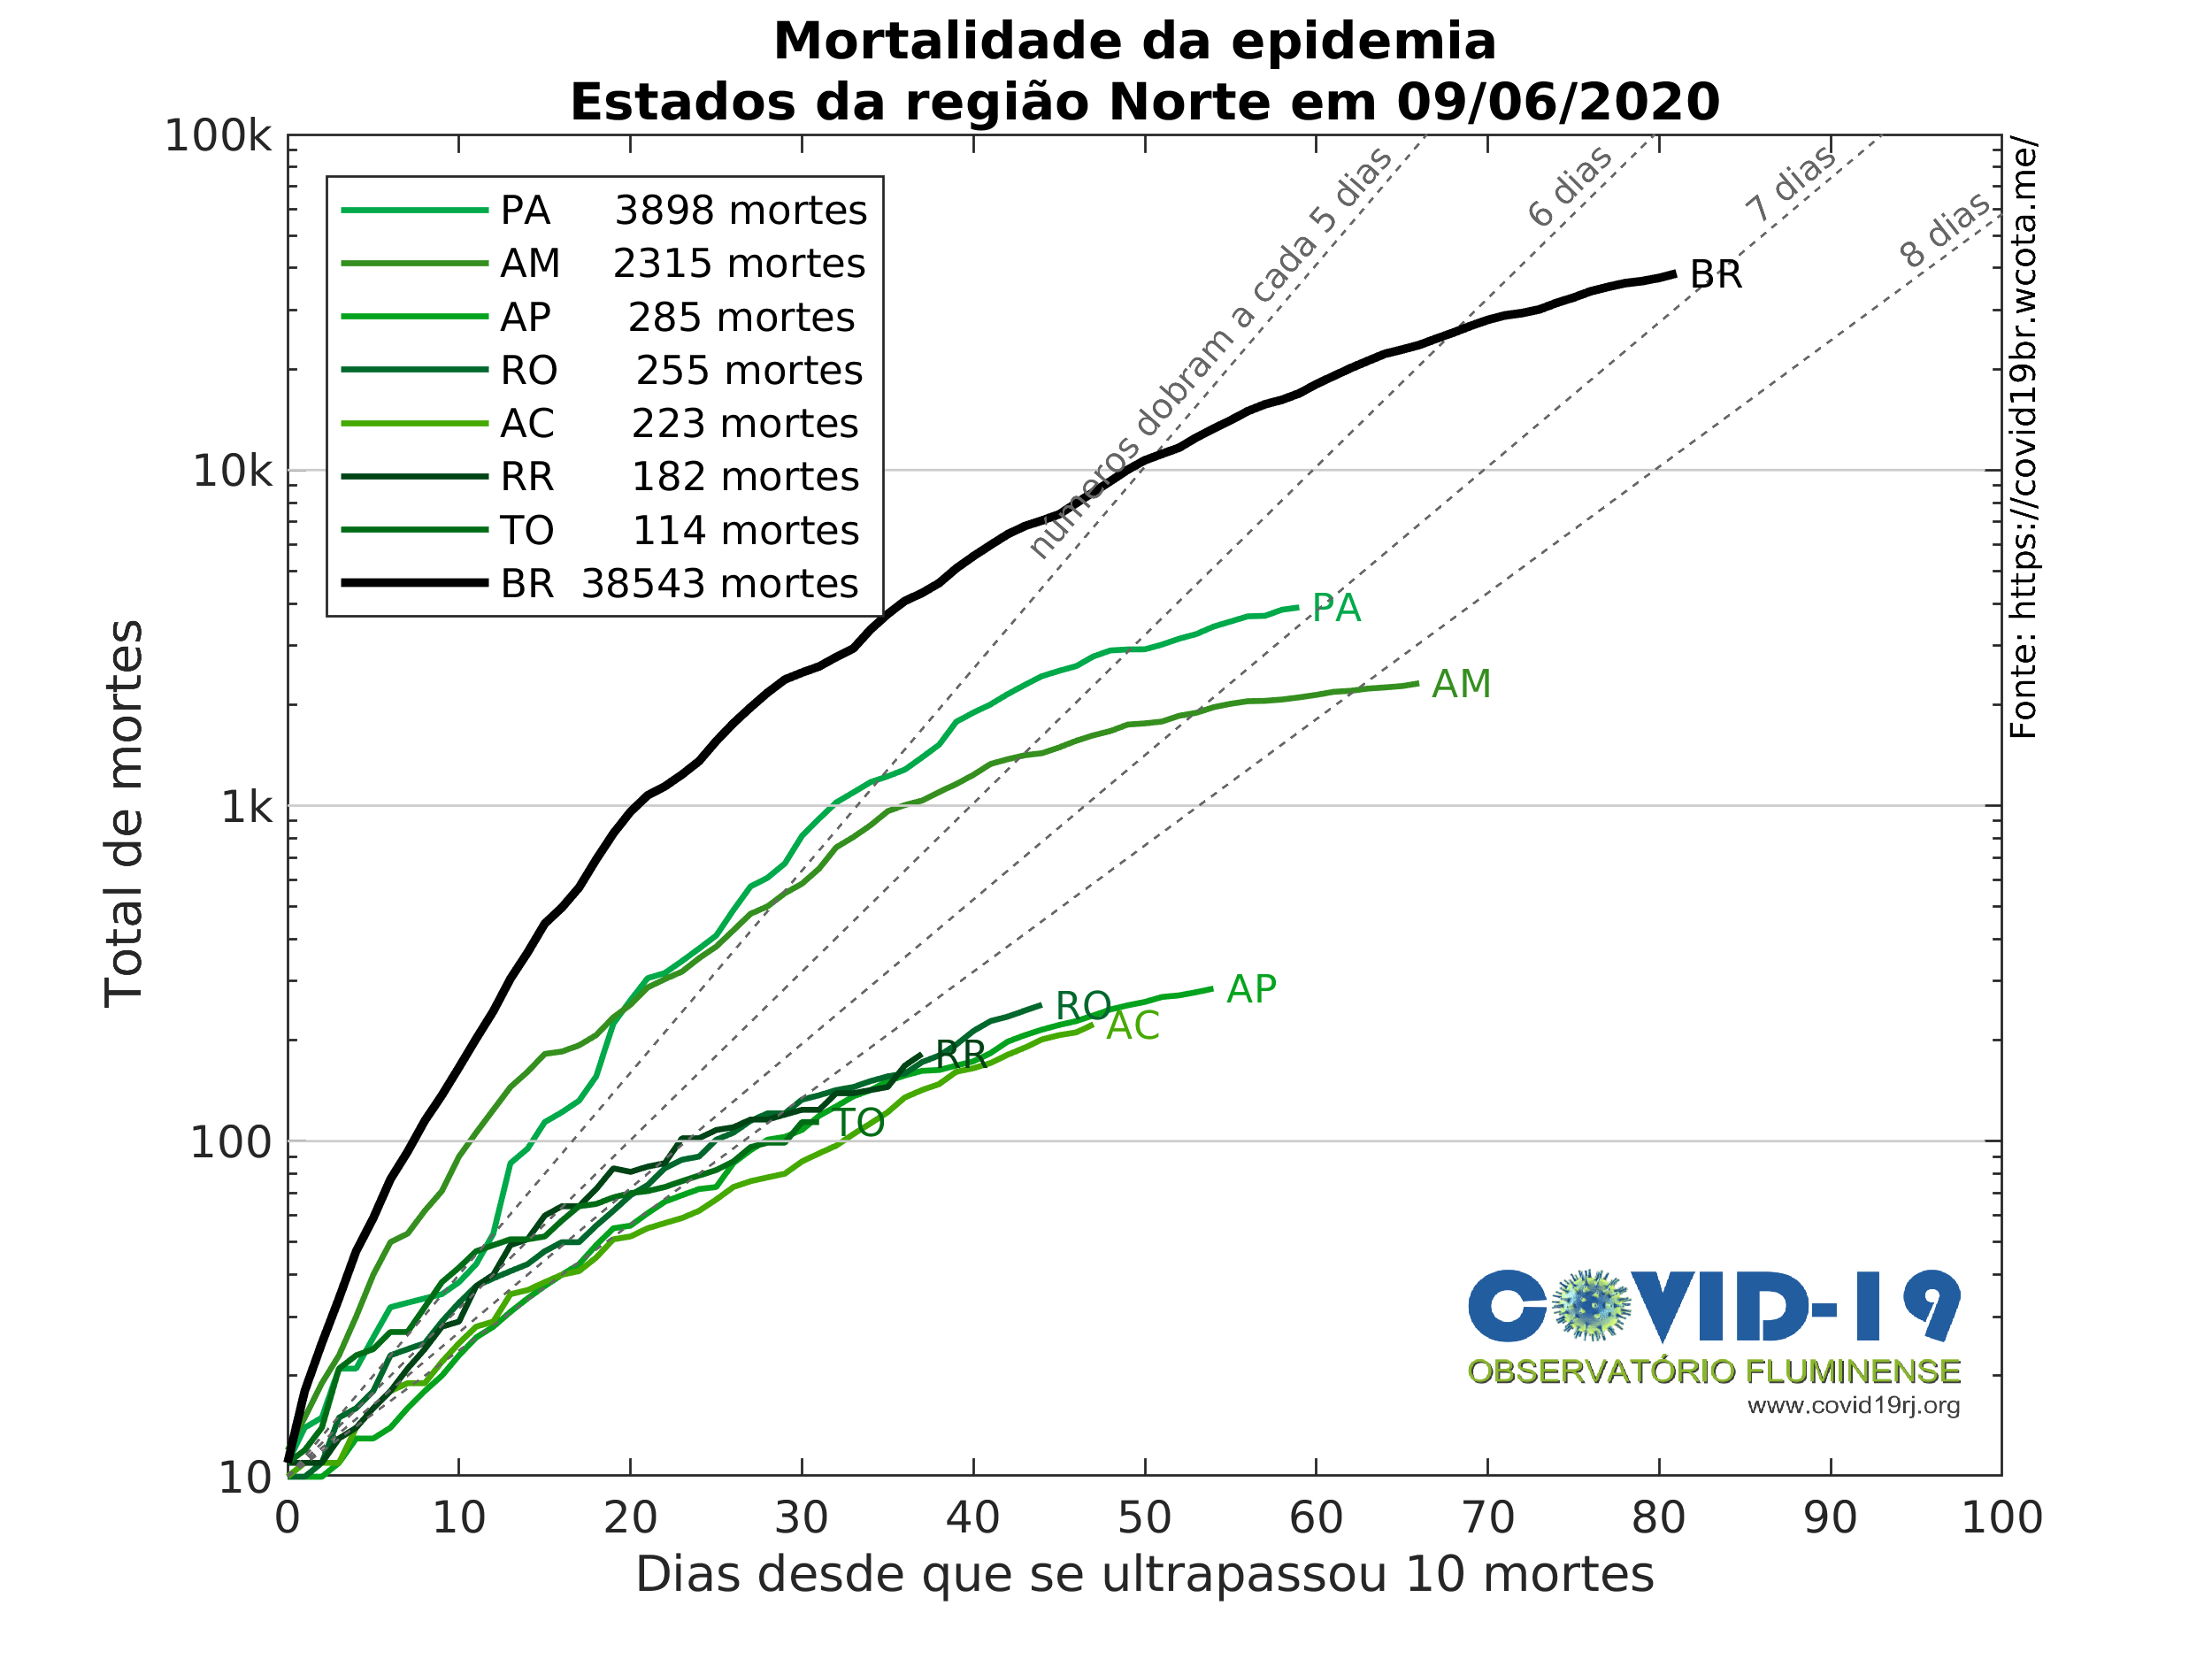 Mortalidade da epidemia
Estados da região Norte em 09/06/2020
100k
10k
1k
100
10
Total de mortes
PA 3898 mortes
AM 2315 mortes
AP 285 mortes
RO 255 mortes
AC 223 mortes
RR 182 mortes
TO 114 mortes
BR 38543 mortes
números dobram a cada 5 dias
6 dias
7 dias
8 dias
BR
PA
AM
RO
AP
AC
RR
TO
Fonte: https://covid19br.wcota.me/
COVID-19
OBSERVATÓRIO FLUMINENSE
www.covid19rj.org
0 10 20 30 40 50 60 70 80 90 100
Dias desde que se ultrapassou 10 mortes